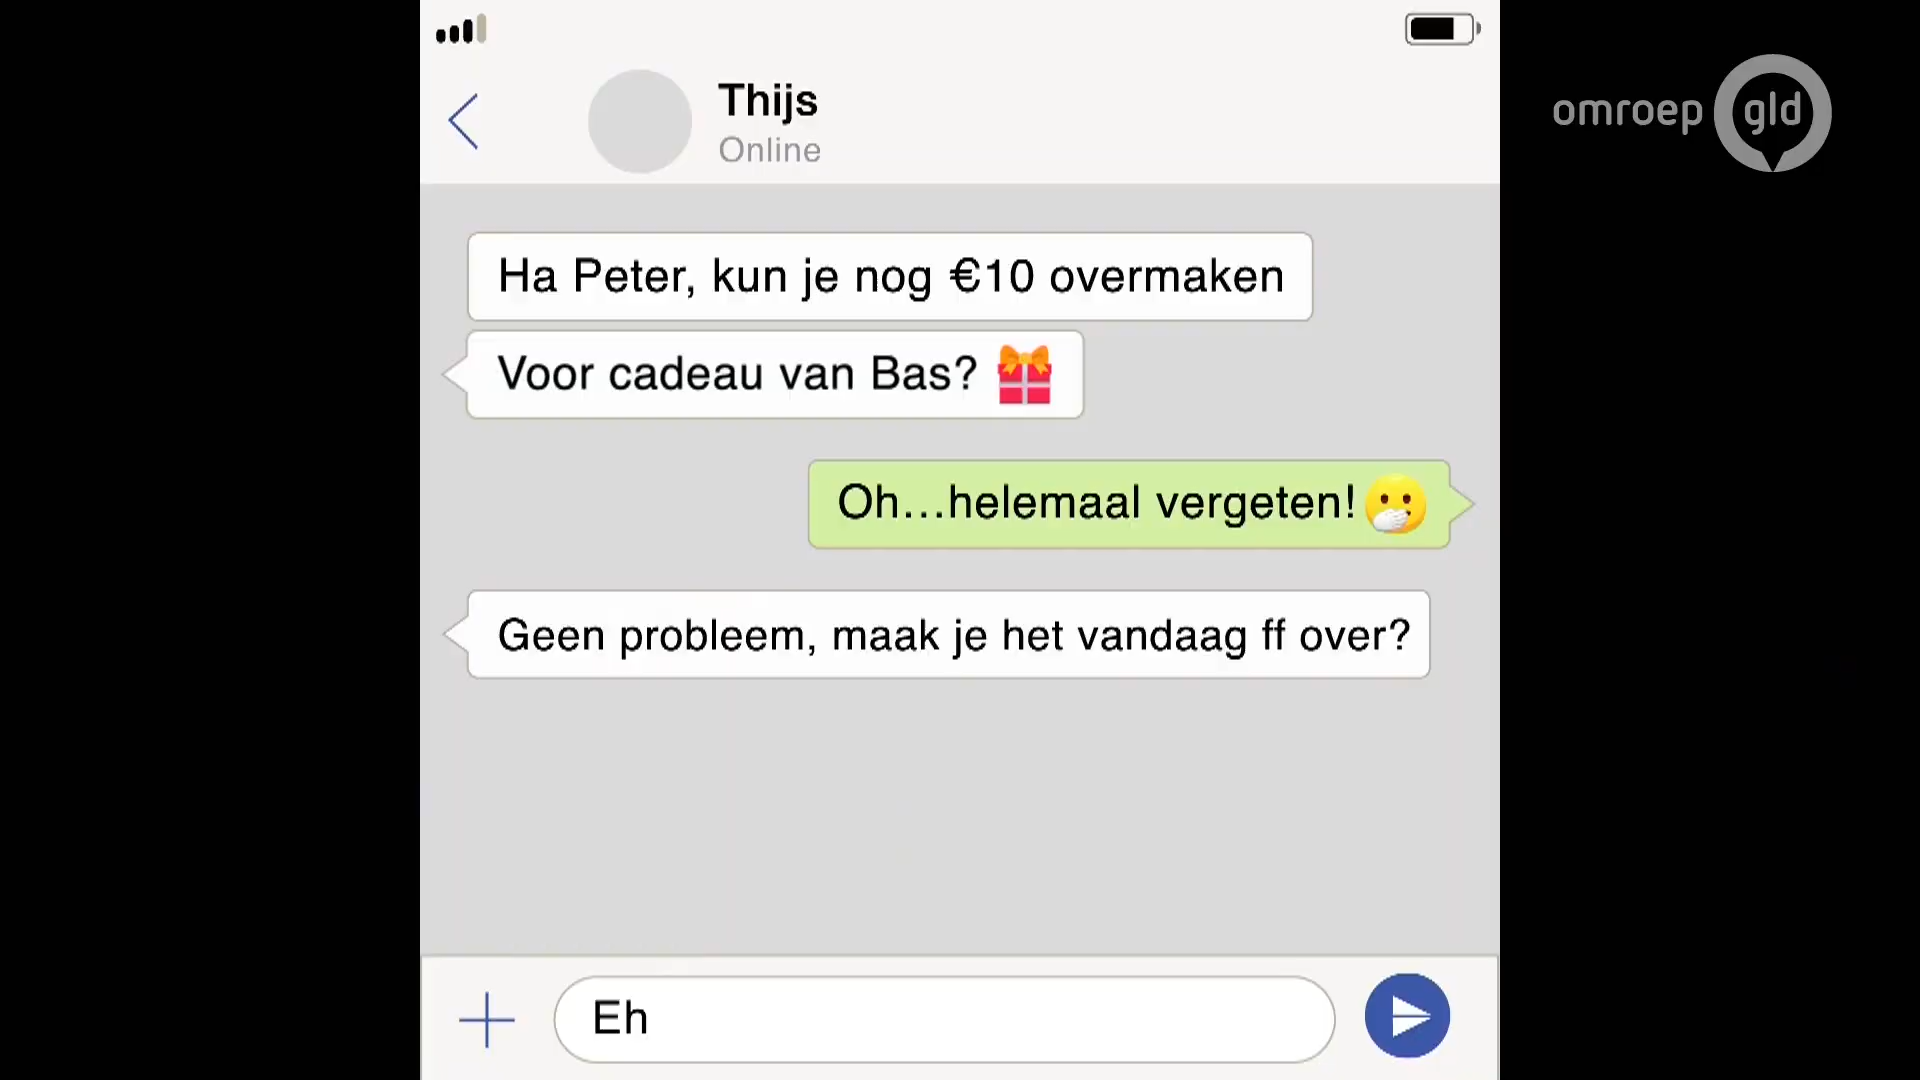 Thijs
Online
omroep gld
Ha Peter, kun je nog €10 overmaken
Voor cadeau van Bas? 🎁
Oh...helemaal vergeten!🫢
Geen probleem, maak je het vandaag ff over?
Eh